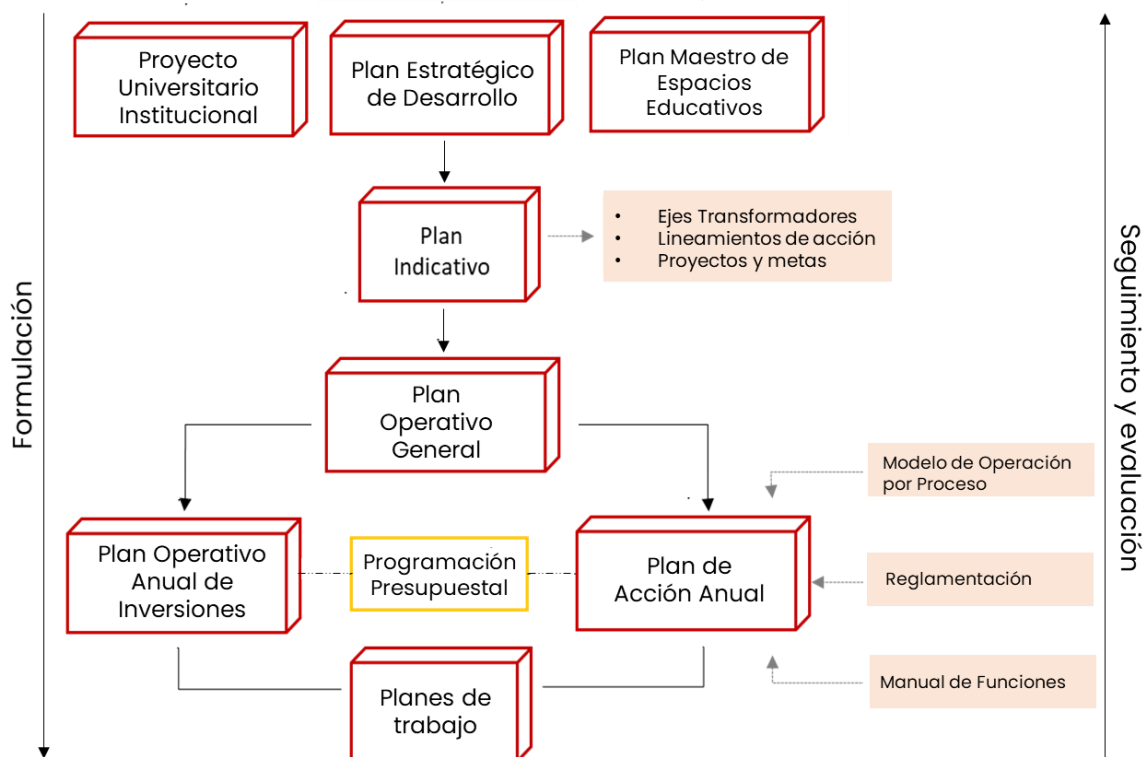 Proyecto
Universitario
Institucional
Plan Estratégico
de Desarrollo
Plan Maestro de
Espacios
Educativos
Plan
Indicativo
• Ejes Transformadores
• Lineamientos de acción
• Proyectos y metas
Formulación
Seguimiento y evaluación
Plan
Operativo
General
Modelo de Operación
por Proceso
Plan Operativo
Anual de
Inversiones
Programación
Presupuestal
Plan de
Acción Anual
Reglamentación
Manual de Funciones
Planes de
trabajo